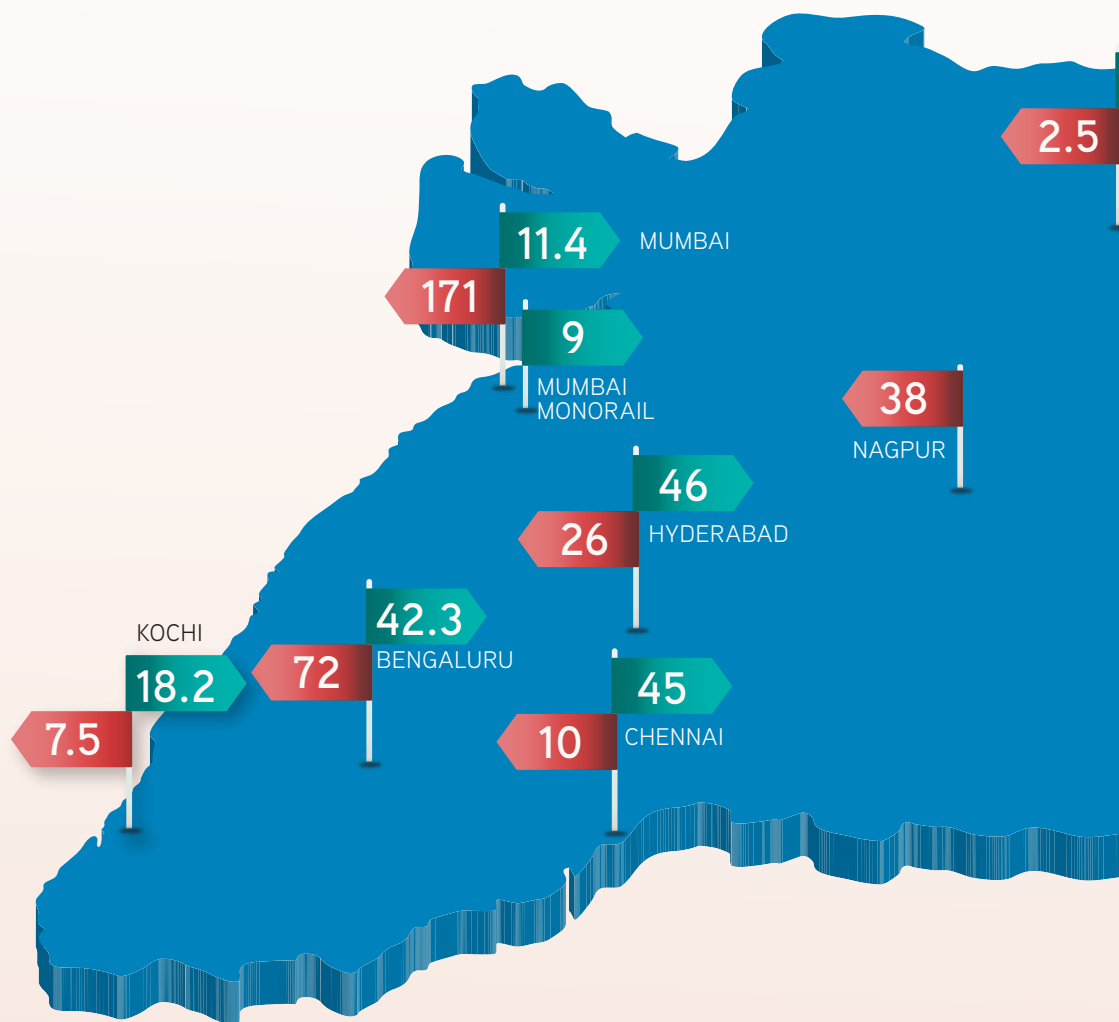 2.5
11.4
MUMBAI
171
9
MUMBAI
MONORAIL
38
NAGPUR
46
HYDERABAD
26
42.3
BENGALURU
72
KOCHI
18.2
7.5
45
CHENNAI
10